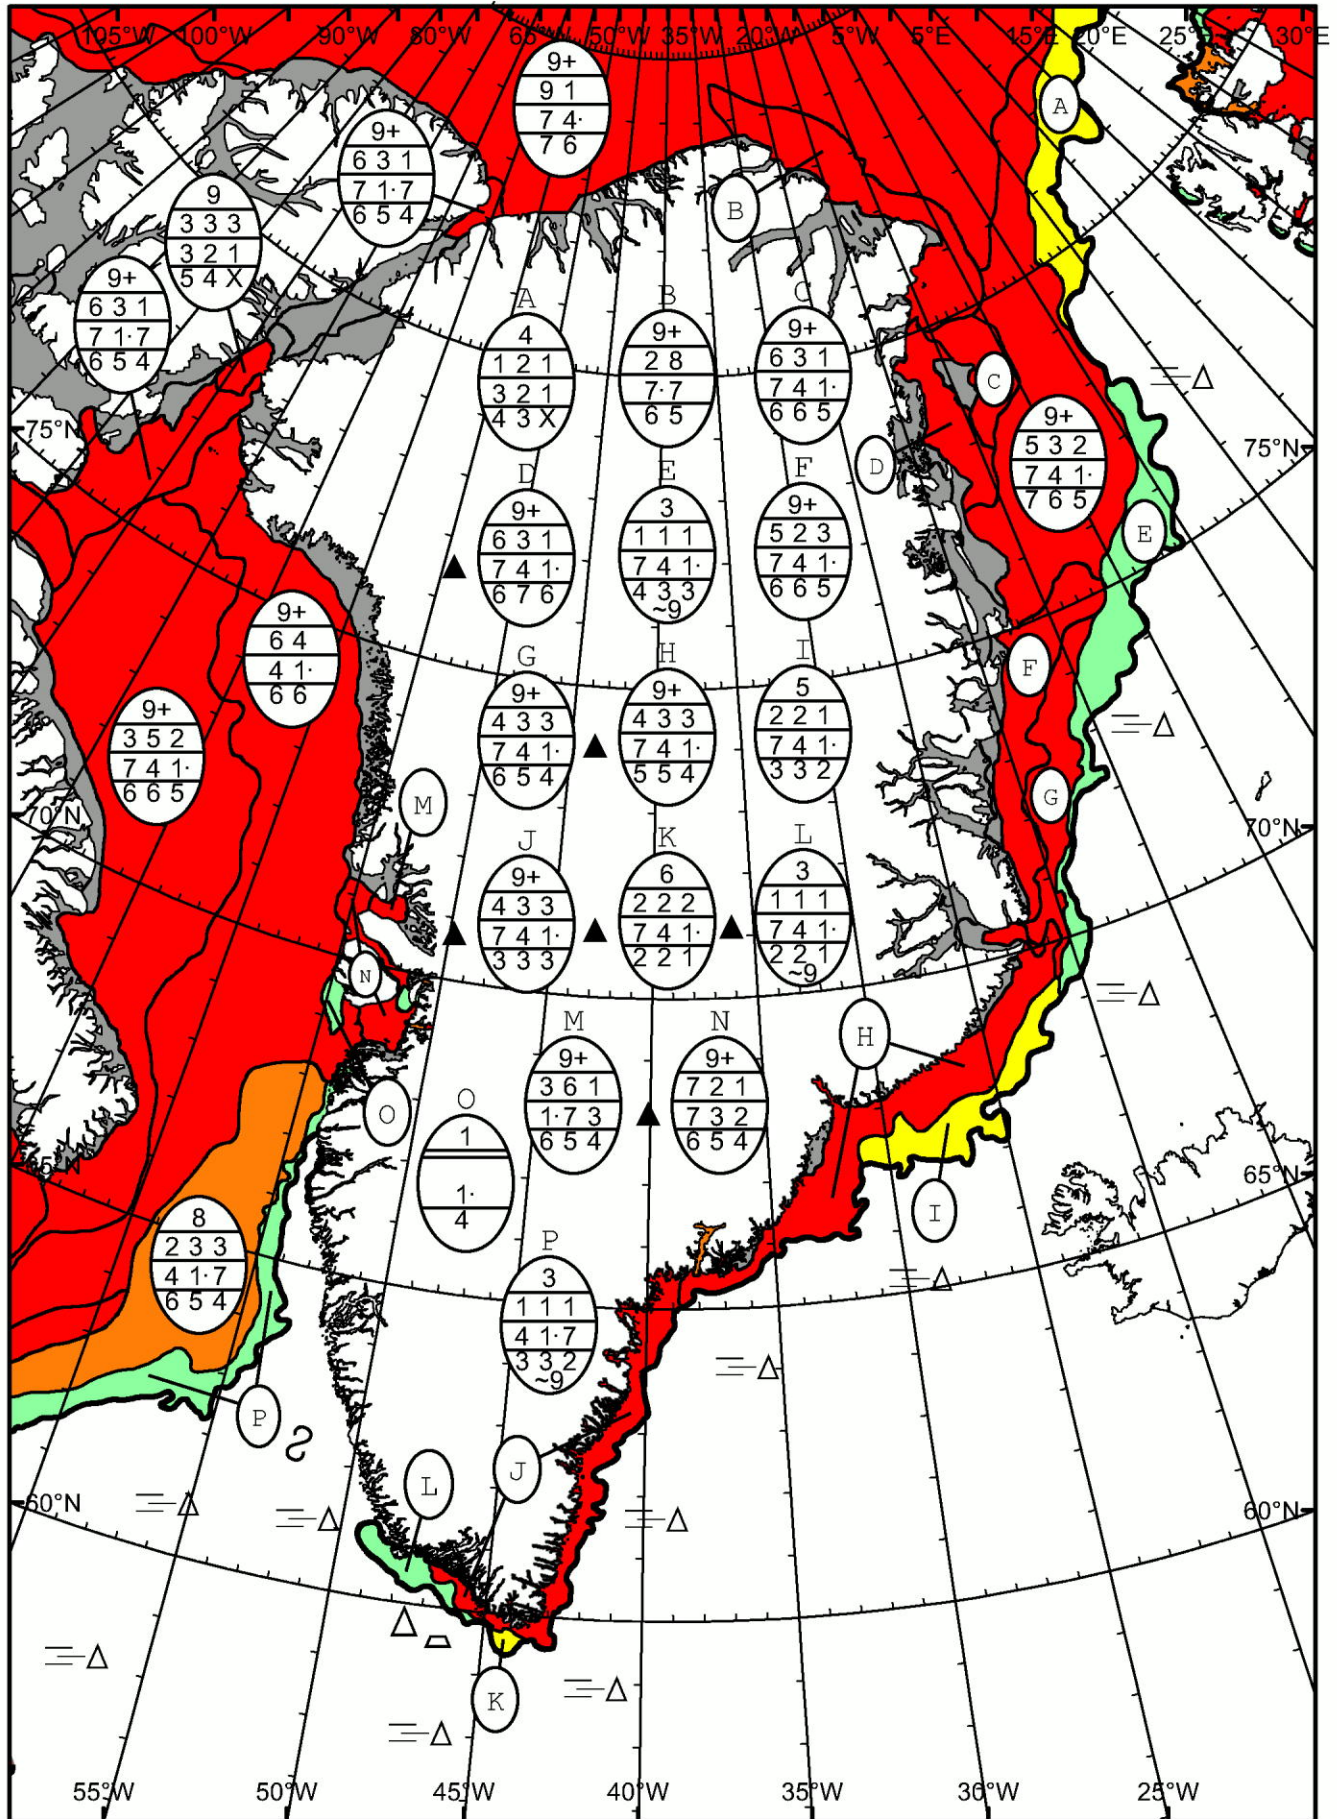 105°W 100°W 90°W 80°W 65°W 50°W 35°W 20°W 5°W 5°E 15°E 20°E 25° 30°E
9+
9 1
7 4·
7 6
A
9+
6 3 1
7 1·7
6 5 4
B
9
3 3 3
3 2 1
5 4 X
9+
6 3 1
7 1·7
6 5 4
A
4
1 2 1
3 2 1
4 3 X
B
9+
2 8
7·7
6 5
C
9+
6 3 1
7 4 1·
6 6 5
C
75°N
75°N
9+
5 3 2
7 4 1·
7 6 5
D
D
9+
6 3 1
7 4 1·
6 7 6
E
3
1 1 1
7 4 1·
4 3 3
~9
F
9+
5 2 3
7 4 1·
6 6 5
E
9+
6 4
4 1·
6 6
F
G
9+
4 3 3
7 4 1·
6 5 4
H
9+
4 3 3
7 4 1·
5 5 4
I
5
2 2 1
7 4 1·
3 3 2
9+
3 5 2
7 4 1·
6 6 5
M
G
70°N
70°N
J
9+
4 3 3
7 4 1·
3 3 3
K
6
2 2 2
7 4 1·
2 2 1
L
3
1 1 1
7 4 1·
2 2 1
~9
N
H
M
9+
3 6 1
1·7 3
6 5 4
N
9+
7 2 1
7 3 2
6 5 4
O
O
1
1·
4
65°N
65°N
I
8
2 3 3
4 1·7
6 5 4
P
3
1 1 1
4 1·7
3 3 2
~9
P
J
L
60°N
60°N
K
55°W 50°W 45°W 40°W 35°W 30°W 25°W